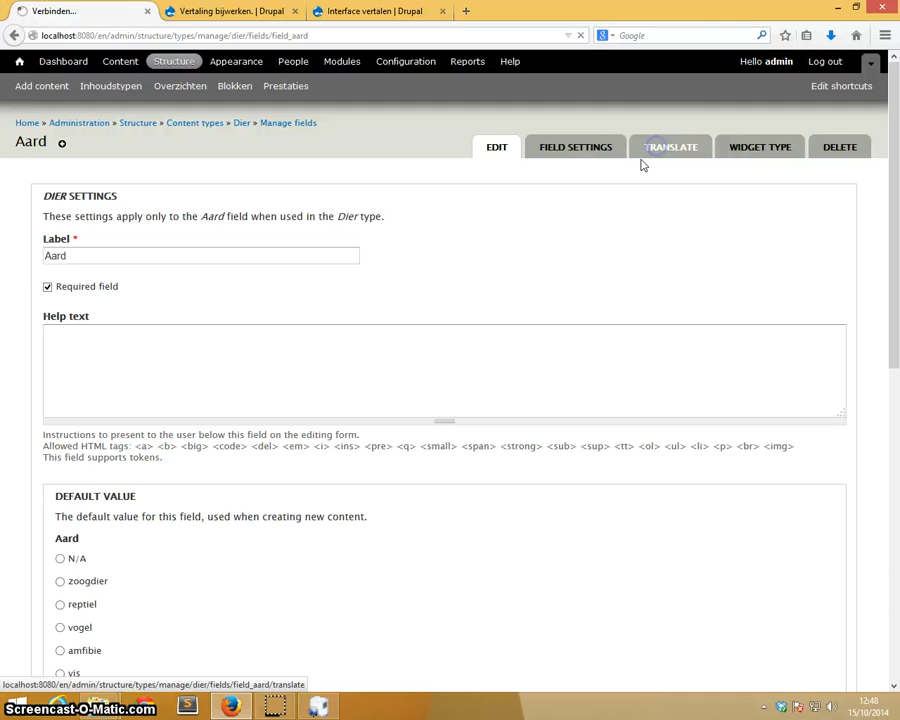 Verbinden...
Vertaling bijwerken. | Drupal
Interface vertalen | Drupal
localhost:8080/en/admin/structure/types/manage/dier/fields/field_aard
Google
Dashboard Content Structure Appearance People Modules Configuration Reports Help
Hello admin Log out
Add content Inhoudstypen Overzichten Blokken Prestaties
Edit shortcuts
Home » Administration » Structure » Content types » Dier » Manage fields
Aard
EDIT FIELD SETTINGS TRANSLATE WIDGET TYPE DELETE
DIER SETTINGS
These settings apply only to the Aard field when used in the Dier type.
Label *
Aard
Required field
Help text
Instructions to present to the user below this field on the editing form.
Allowed HTML tags: <a> <b> <big> <code> <del> <em> <i> <ins> <pre> <q> <small> <span> <strong> <sub> <sup> <tt> <ol> <ul> <li> <p> <br> <img>
This field supports tokens.
DEFAULT VALUE
The default value for this field, used when creating new content.
Aard
N/A
zoogdier
reptiel
vogel
amfibie
vis
localhost:8080/en/admin/structure/types/manage/dier/fields/field_aard/translate
Screencast-O-Matic.com
12:48
15/10/2014